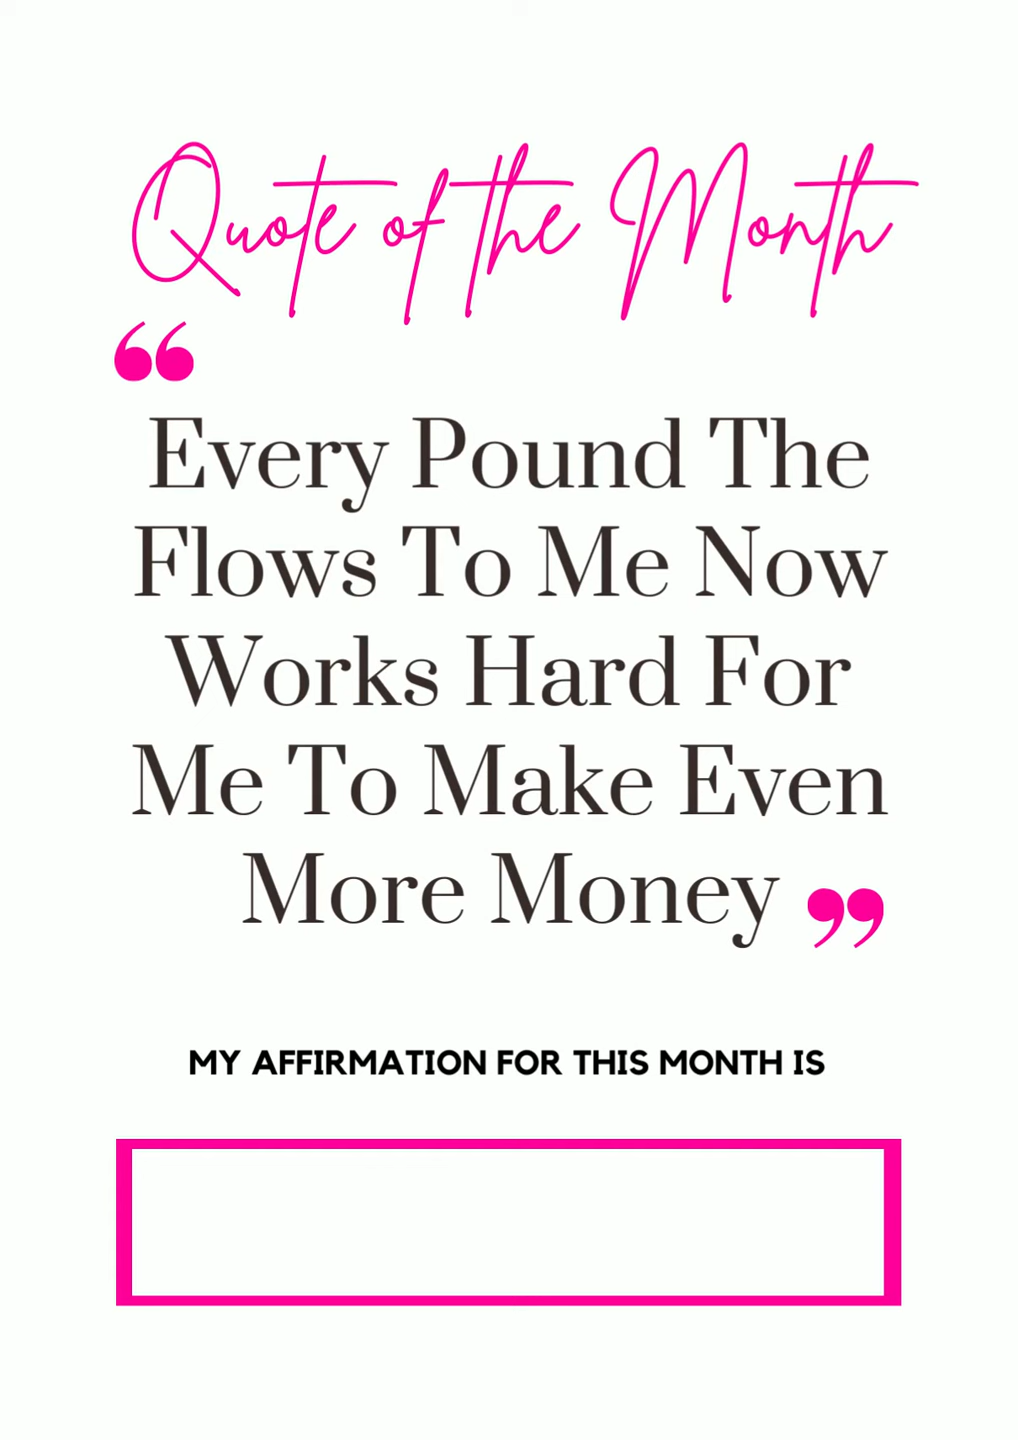 Quote of the Month
“
Every Pound The
Flows To Me Now
Works Hard For
Me To Make Even
More Money ”
MY AFFIRMATION FOR THIS MONTH IS